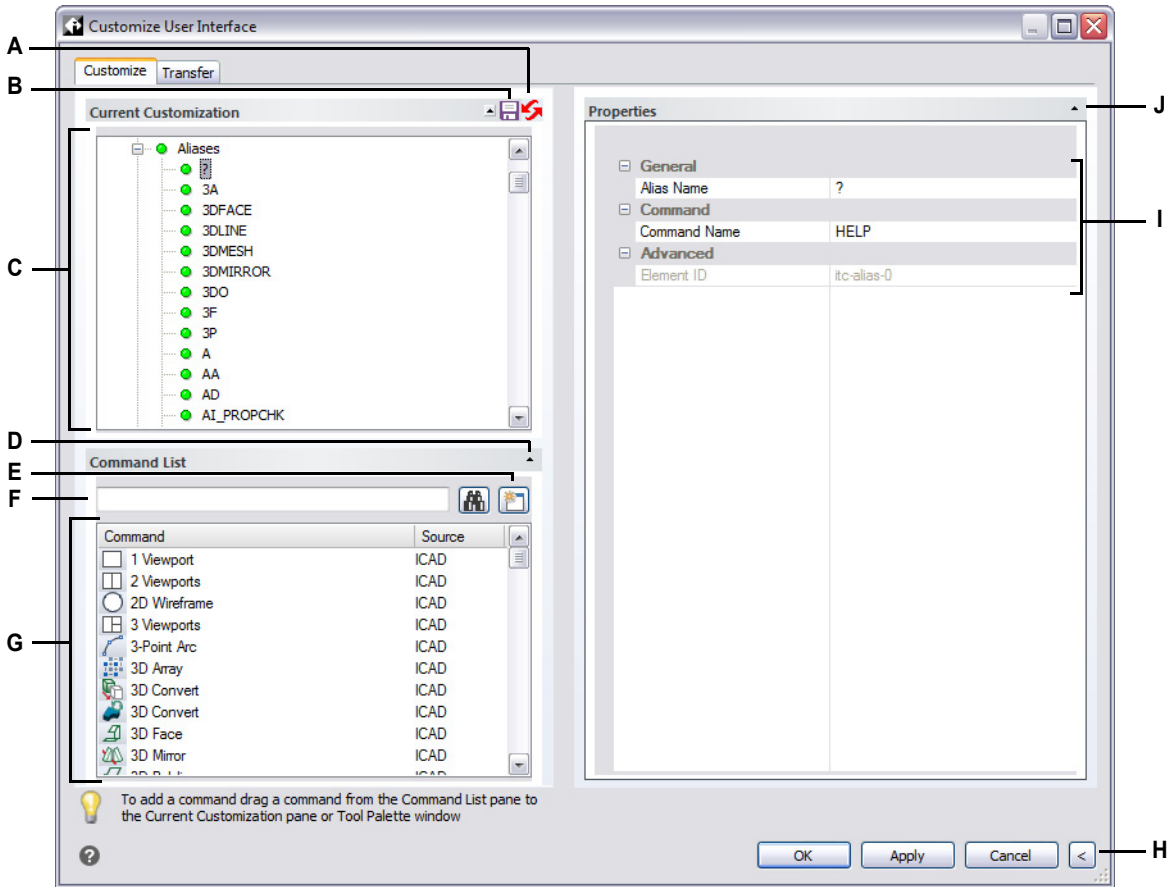 Customize User Interface
A
Customize Transfer
B
Current Customization
Properties
J
Aliases
?
3A
3DFACE
3DLINE
3DMESH
3DMIRROR
3DO
3F
3P
A
AA
AD
AI_PROPCHK
C
General
Alias Name ?
Command
Command Name HELP
Advanced
Element ID itc-alias-0
I
D
Command List
E
F
Command Source
1 Viewport ICAD
2 Viewports ICAD
2D Wireframe ICAD
3 Viewports ICAD
3-Point Arc ICAD
3D Array ICAD
3D Convert ICAD
3D Convert ICAD
3D Face ICAD
3D Mirror ICAD
G
To add a command drag a command from the Command List pane to
the Current Customization pane or Tool Palette window
?
OK Apply Cancel <
H